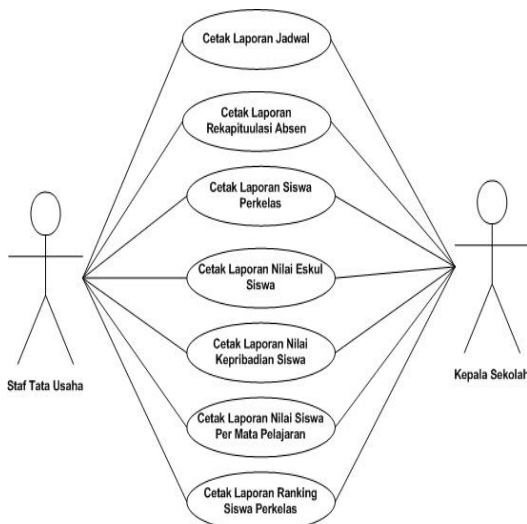 Cetak Laporan Jadwal
Cetak Laporan
Rekapituulasi Absen
Cetak Laporan Siswa
Perkelas
Cetak Laporan Nilai Eskul
Siswa
Cetak Laporan Nilai
Kepribadian Siswa
Cetak Laporan Nilai Siswa
Per Mata Pelajaran
Cetak Laporan Ranking
Siswa Perkelas
Staf Tata Usaha
Kepala Sekolah